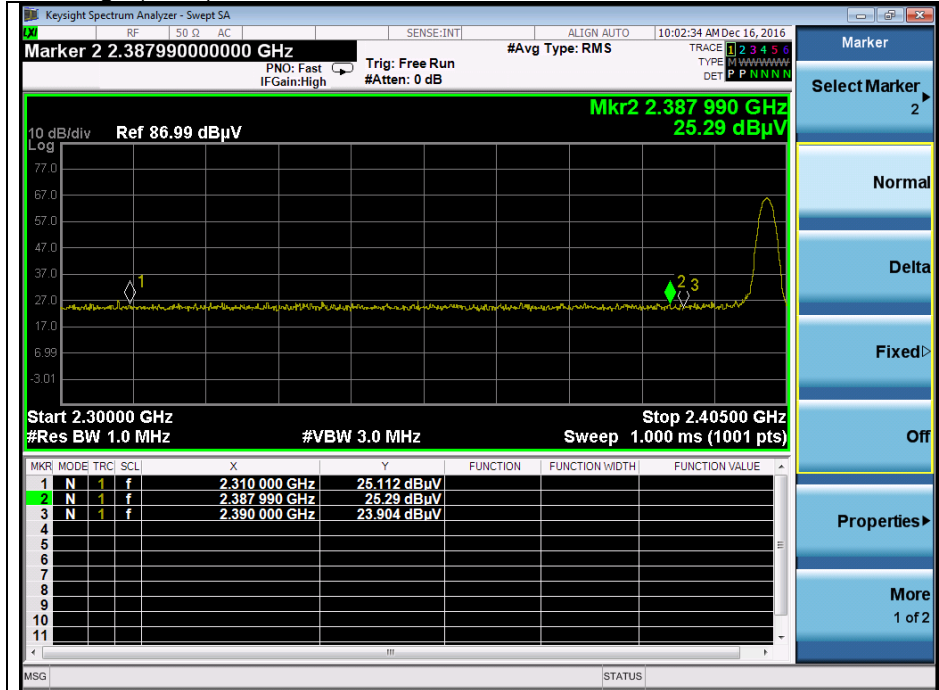 Keysight Spectrum Analyzer - Swept SA
LXI RF 50 Ω AC SENSE:INT ALIGN AUTO 10:02:34 AM Dec 16, 2016
Marker 2 2.387990000000 GHz #Avg Type: RMS TRACE 1 2 3 4 5 6
PNO: Fast Trig: Free Run TYPE M WWWWW
IFGain:High #Atten: 0 dB DET P P N N N N
Mkr2 2.387 990 GHz
10 dB/div Ref 86.99 dBµV 25.29 dBµV
Log
77.0
67.0
57.0
47.0
37.0
1
2 3
27.0
17.0
6.99
-3.01
Start 2.30000 GHz Stop 2.40500 GHz
#Res BW 1.0 MHz #VBW 3.0 MHz Sweep 1.000 ms (1001 pts)
MKR MODE TRC SCL X Y FUNCTION FUNCTION WIDTH FUNCTION VALUE
1 N 1 f 2.310 000 GHz 25.112 dBµV
2 N 1 f 2.387 990 GHz 25.29 dBµV
3 N 1 f 2.390 000 GHz 23.904 dBµV
4
5
6
7
8
9
10
11
MSG STATUS
Marker
Select Marker
2
Normal
Delta
Fixed
Off
Properties
More
1 of 2